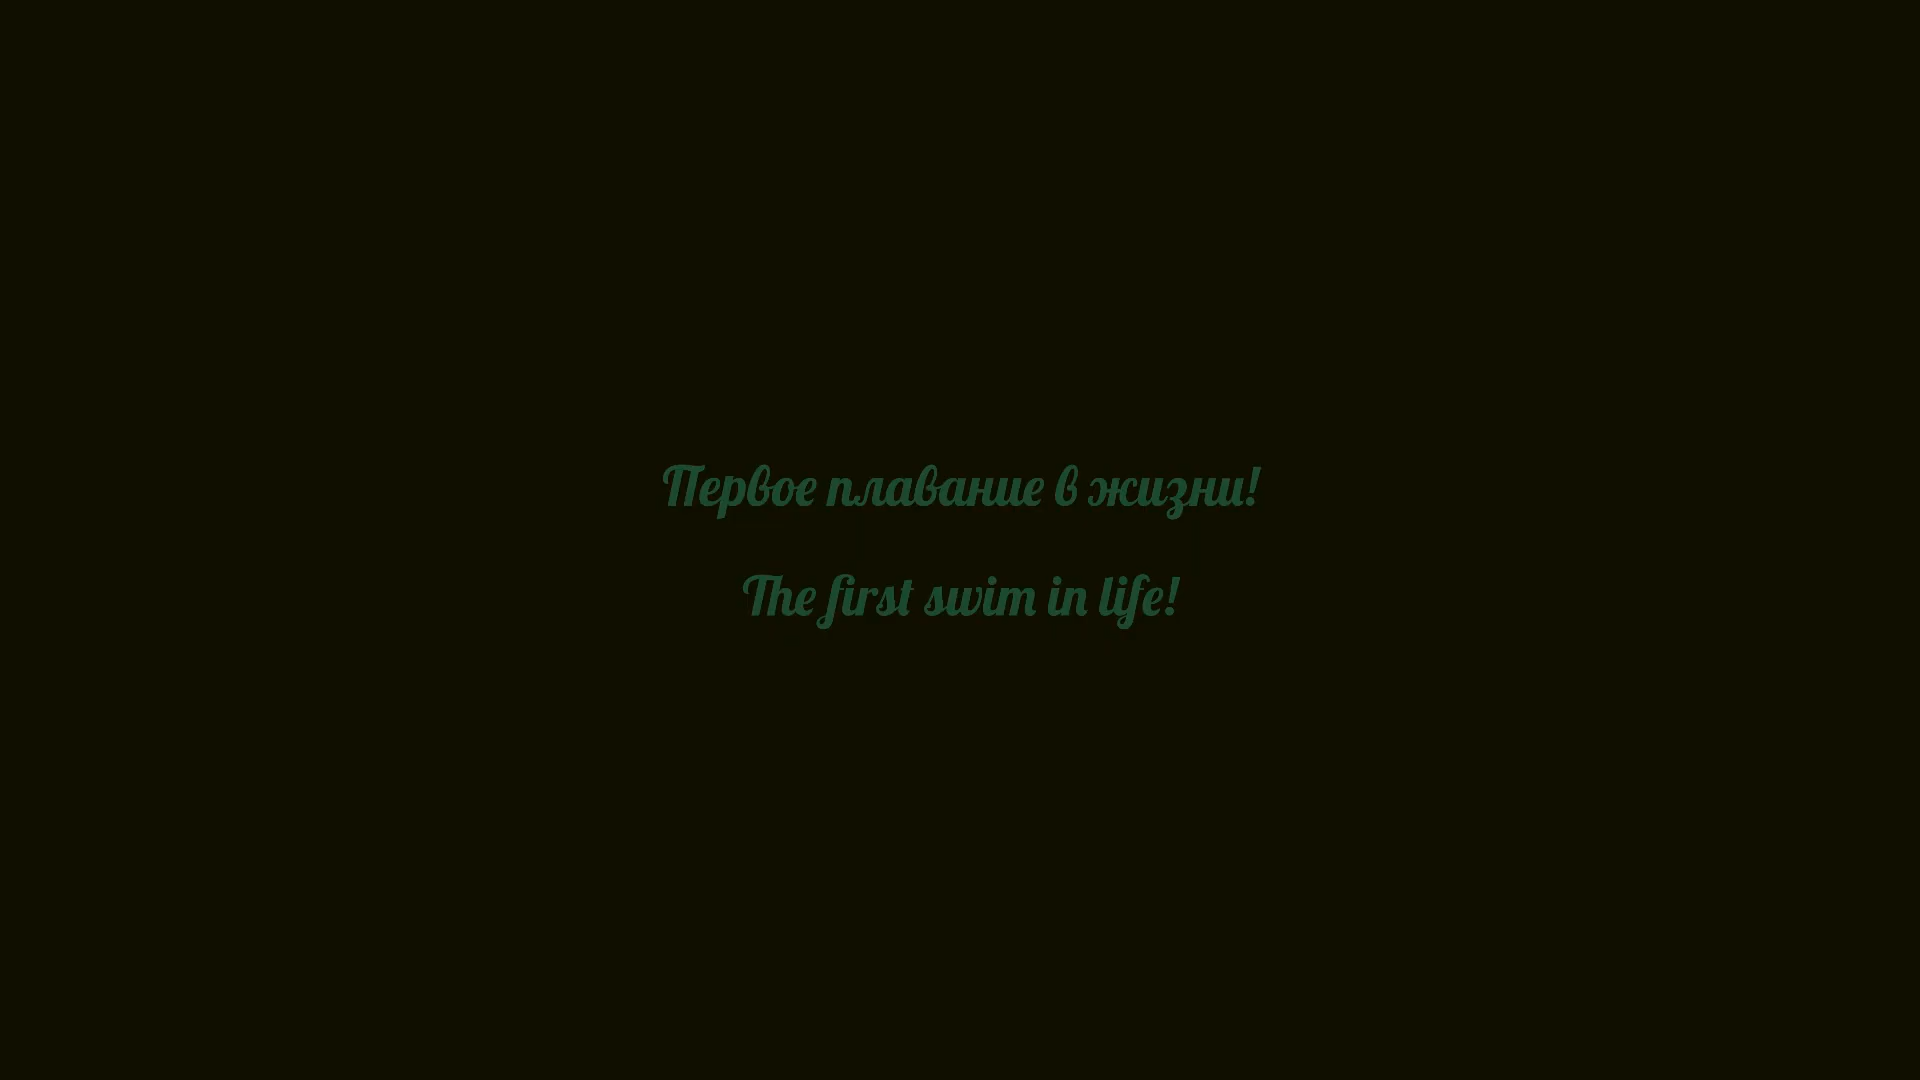 Первое плавание в жизни!
The first swim in life!